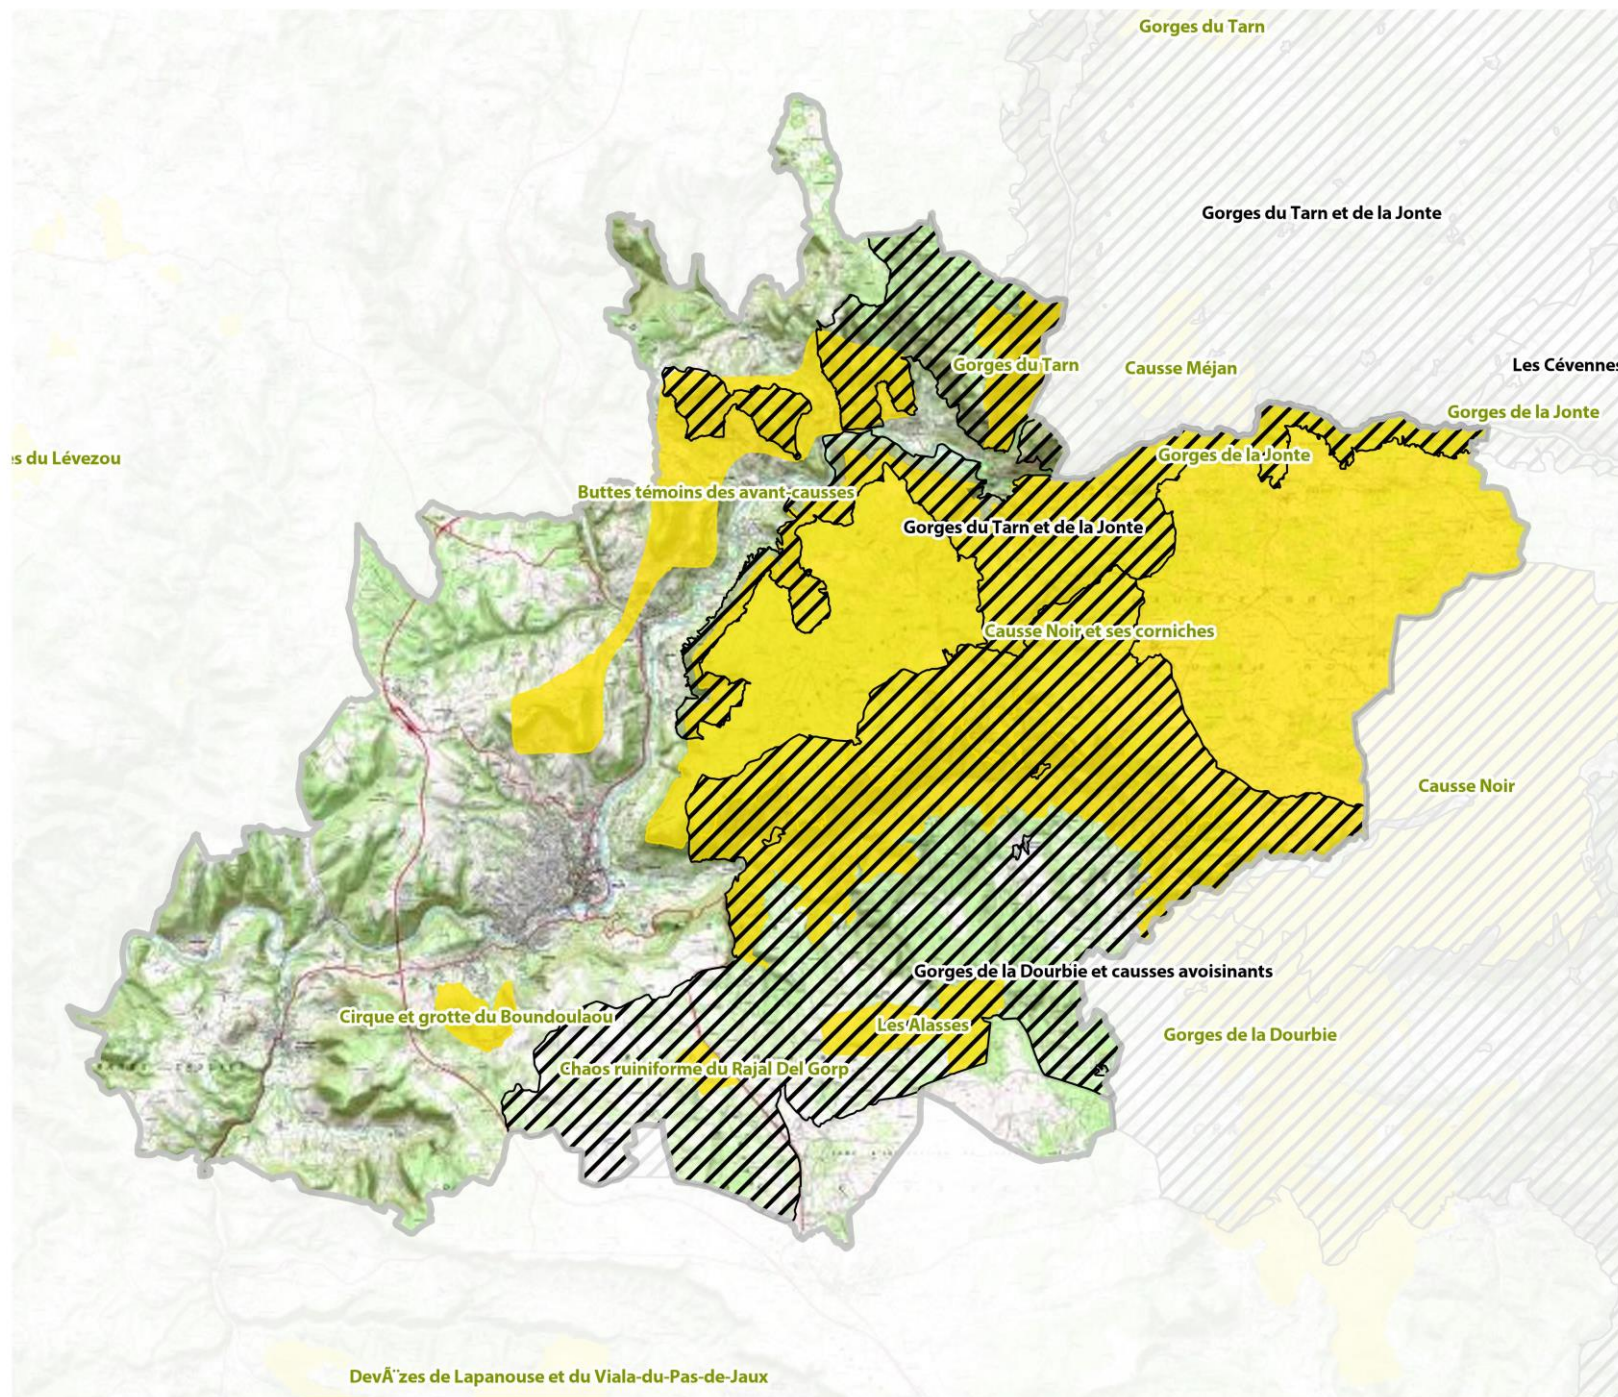 Gorges du Tarn
Gorges du Tarn et de la Jonte
Gorges du Tarn
Causse Méjan
Les Cévennes
Gorges de la Jonte
es du Lévezou
Gorges de la Jonte
Buttes témoins des avant-causses
Gorges du Tarn et de la Jonte
Causse Noir et ses corniches
Causse Noir
Gorges de la Dourbie et causses avoisinants
Cirque et grotte du Boundoulaou
Les Alasses
Gorges de la Dourbie
Chaos ruiniforme du Rajal Del Gorp
DevÃ¨zes de Lapanouse et du Viala-du-Pas-de-Jaux